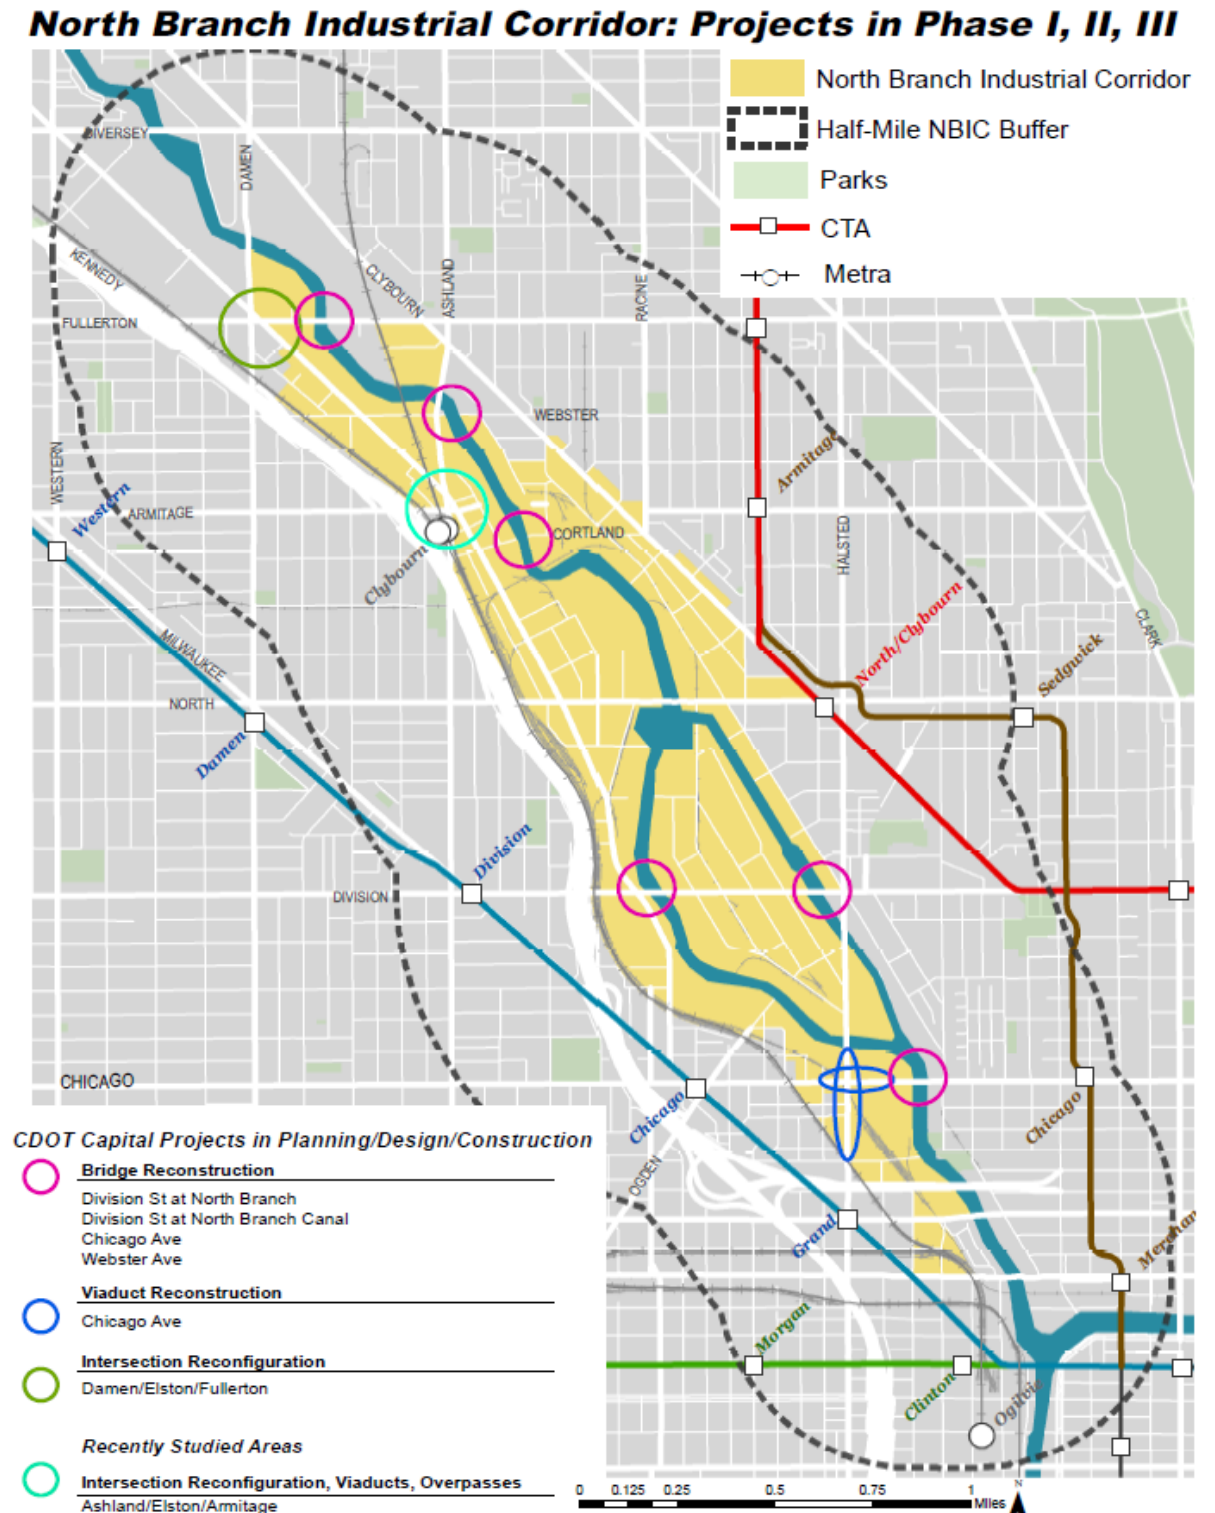 North Branch Industrial Corridor: Projects in Phase I, II, III
North Branch Industrial Corridor
Half-Mile NBIC Buffer
Parks
CTA
Metra
DIVERSEY
DAMEN
KENNEDY
CLYBOURN
ASHLAND
RACINE
FULLERTON
WEBSTER
WESTERN
Western
ARMITAGE
Armitage
CORTLAND
HALSTED
Clybourn
North/Clybourn
CLARK
Sedgwick
MILWAUKEE
NORTH
Damen
Division
DIVISION
CHICAGO
Chicago
Chicago
OGDEN
Grand
Merchan
Morgan
Clinton
Ogilvie
CDOT Capital Projects in Planning/Design/Construction
Bridge Reconstruction
Division St at North Branch
Division St at North Branch Canal
Chicago Ave
Webster Ave
Viaduct Reconstruction
Chicago Ave
Intersection Reconfiguration
Damen/Elston/Fullerton
Recently Studied Areas
Intersection Reconfiguration, Viaducts, Overpasses
Ashland/Elston/Armitage
0 0.125 0.25 0.5 0.75 1
Miles
N